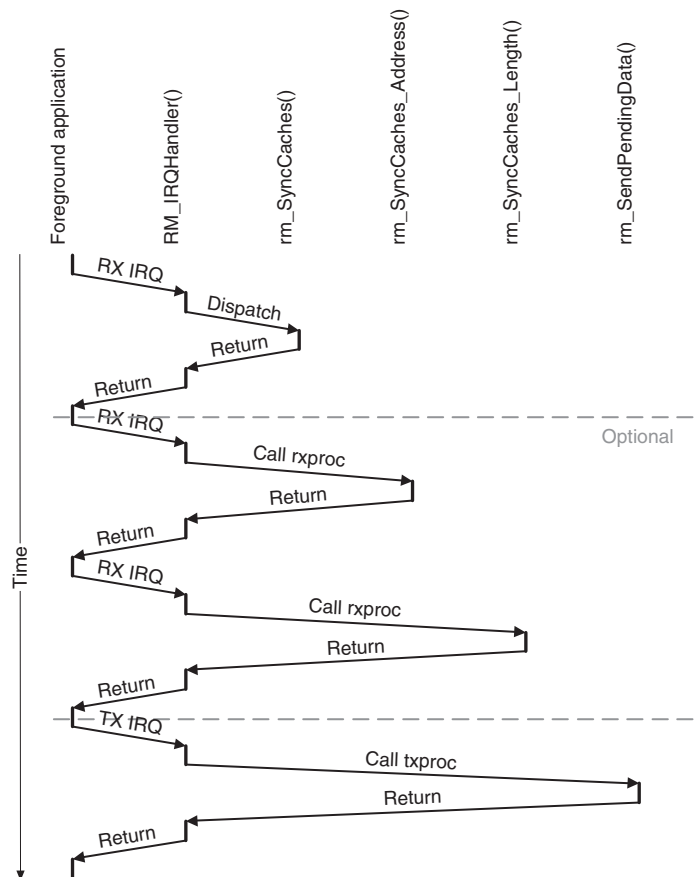 Foreground application
RM_IRQHandler()
rm_SyncCaches()
rm_SyncCaches_Address()
rm_SyncCaches_Length()
rm_SendPendingData()
RX IRQ
Dispatch
Return
Return
RX IRQ
Optional
Call rxproc
Return
Return
Time
RX IRQ
Call rxproc
Return
Return
TX IRQ
Call txproc
Return
Return